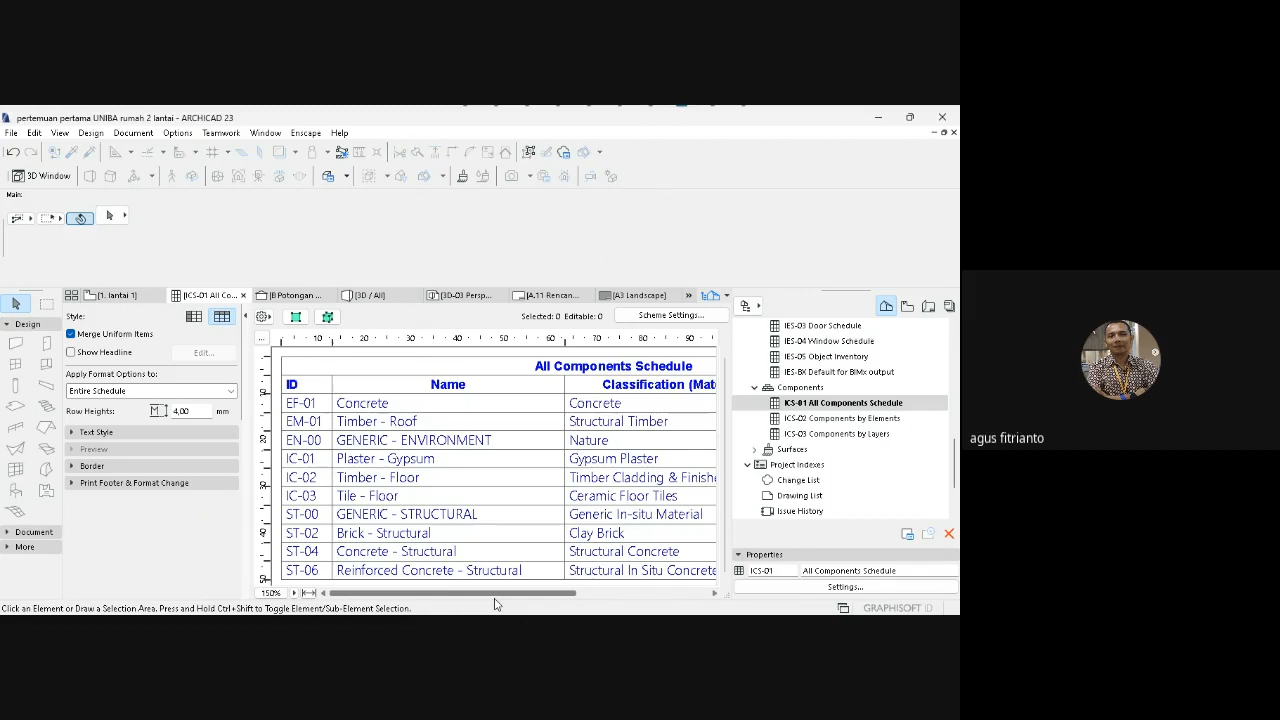 pertemuan pertama UNIBA rumah 2 lantai - ARCHICAD 23
File Edit View Design Document Options Teamwork Window Enscape Help
3D Window
Main:
[1. lantai 1] [ICS-01 All Co... [B Potongan ... [3D / All] [3D-03 Persp... [A.11 Rencan... [A3 Landscape]
Style:
Merge Uniform Items
Show Headline Edit...
Apply Format Options to:
Entire Schedule
Row Heights: 4,00 mm
Text Style
Preview
Border
Print Footer & Format Change
Design
Document
More
Selected: 0 Editable: 0 Scheme Settings...
10 20 30 40 50 60 70 80 90
All Components Schedule
ID Name Classification (Mat
EF-01 Concrete Concrete
EM-01 Timber - Roof Structural Timber
EN-00 GENERIC - ENVIRONMENT Nature
IC-01 Plaster - Gypsum Gypsum Plaster
IC-02 Timber - Floor Timber Cladding & Finishe
IC-03 Tile - Floor Ceramic Floor Tiles
ST-00 GENERIC - STRUCTURAL Generic In-situ Material
ST-02 Brick - Structural Clay Brick
ST-04 Concrete - Structural Structural Concrete
ST-06 Reinforced Concrete - Structural Structural In Situ Concrete
150%
IES-03 Door Schedule
IES-04 Window Schedule
IES-05 Object Inventory
IES-BX Default for BIMx output
Components
ICS-01 All Components Schedule
ICS-02 Components by Elements
ICS-03 Components by Layers
Surfaces
Project Indexes
Change List
Drawing List
Issue History
Properties
ICS-01 All Components Schedule
Settings...
Click an Element or Draw a Selection Area. Press and Hold Ctrl+Shift to Toggle Element/Sub-Element Selection.
GRAPHISOFT ID
agus fitrianto